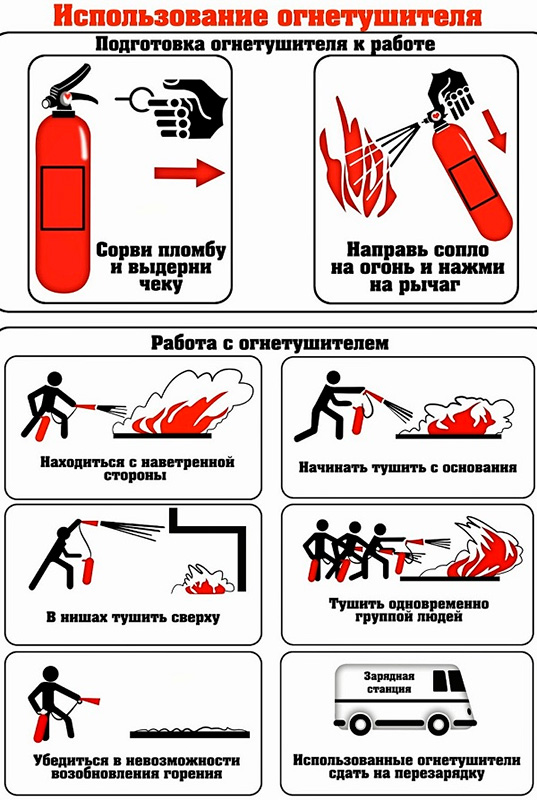 Использование огнетушителя
Подготовка огнетушителя к работе
Сорви пломбу
и выдерни
чеку
Направь сопло
на огонь и нажми
на рычаг
Работа с огнетушителем
Находиться с наветренной
стороны
Начинать тушить с основания
В нишах тушить сверху
Тушить одновременно
группой людей
Убедиться в невозможности
возобновления горения
Зарядная
станция
Использованные огнетушители
сдать на перезарядку